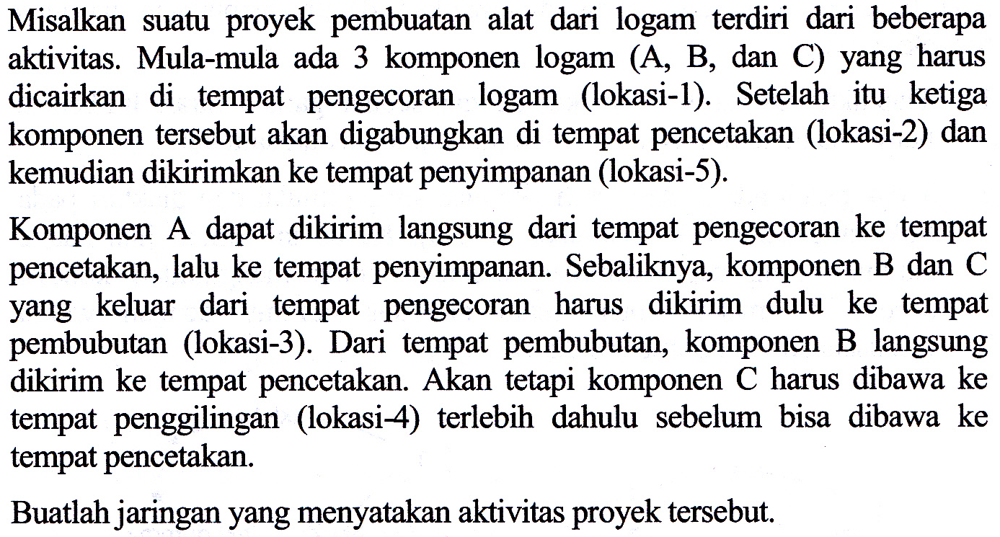 Misalkan suatu proyek pembuatan alat dari logam terdiri dari beberapa
aktivitas. Mula-mula ada 3 komponen logam (A, B, dan C) yang harus
dicairkan di tempat pengecoran logam (lokasi-1). Setelah itu ketiga
komponen tersebut akan digabungkan di tempat pencetakan (lokasi-2) dan
kemudian dikirimkan ke tempat penyimpanan (lokasi-5).
Komponen A dapat dikirim langsung dari tempat pengecoran ke tempat
pencetakan, lalu ke tempat penyimpanan. Sebaliknya, komponen B dan C
yang keluar dari tempat pengecoran harus dikirim dulu ke tempat
pembubutan (lokasi-3). Dari tempat pembubutan, komponen B langsung
dikirim ke tempat pencetakan. Akan tetapi komponen C harus dibawa ke
tempat penggilingan (lokasi-4) terlebih dahulu sebelum bisa dibawa ke
tempat pencetakan.
Buatlah jaringan yang menyatakan aktivitas proyek tersebut.